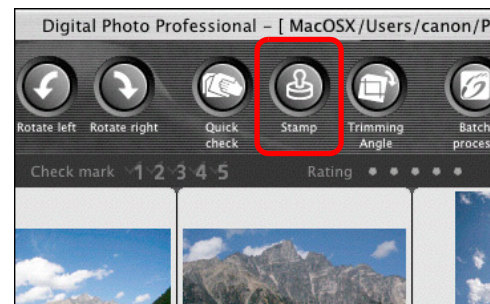 Digital Photo Professional – [ MacOSX/Users/canon/P
Rotate left Rotate right Quick check Stamp Trimming Angle Batch proces
Check mark 1 2 3 4 5 Rating